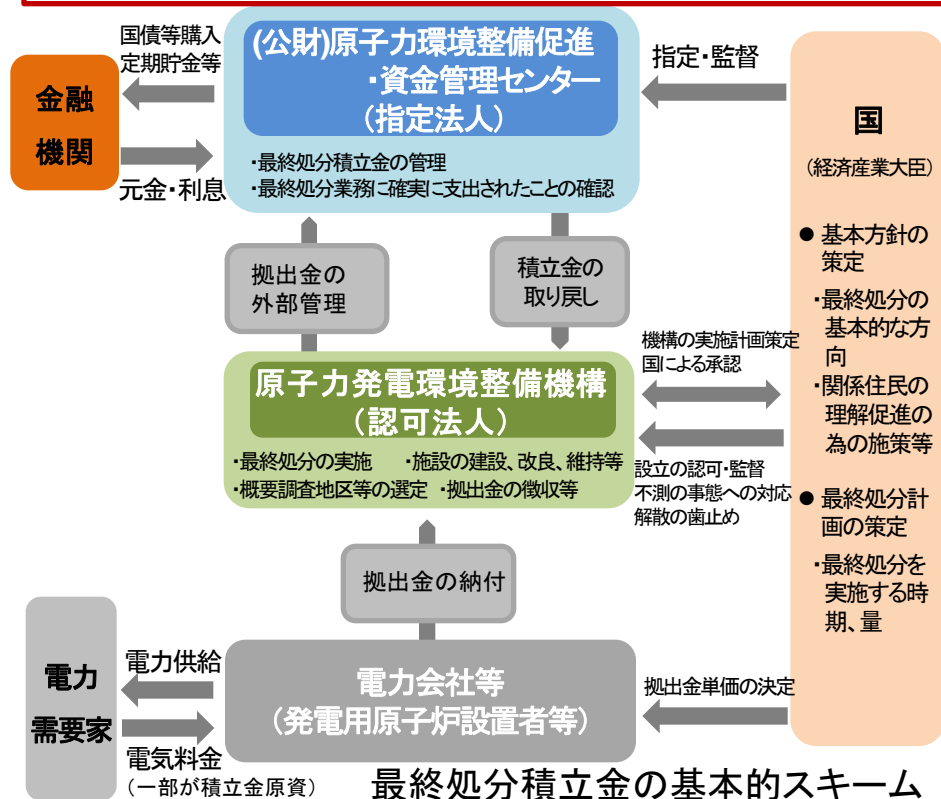 国債等購入
定期貯金等
金融
機関
元金・利息
(公財)原子力環境整備促進
・資金管理センター
(指定法人)
・最終処分積立金の管理
・最終処分業務に確実に支出されたことの確認
指定・監督
国
(経済産業大臣)
● 基本方針の
策定
・最終処分の
基本的な方
向
・関係住民の
理解促進の
為の施策等
● 最終処分計
画の策定
・最終処分を
実施する時
期、量
拠出金の
外部管理
積立金の
取り戻し
機構の実施計画策定
国による承認
原子力発電環境整備機構
(認可法人)
・最終処分の実施 ・施設の建設、改良、維持等
・概要調査地区等の選定 ・拠出金の徴収等
設立の認可・監督
不測の事態への対応
解散の歯止め
拠出金の納付
電力
需要家
電力供給
電気料金
(一部が積立金原資)
電力会社等
(発電用原子炉設置者等)
拠出金単価の決定
最終処分積立金の基本的スキーム